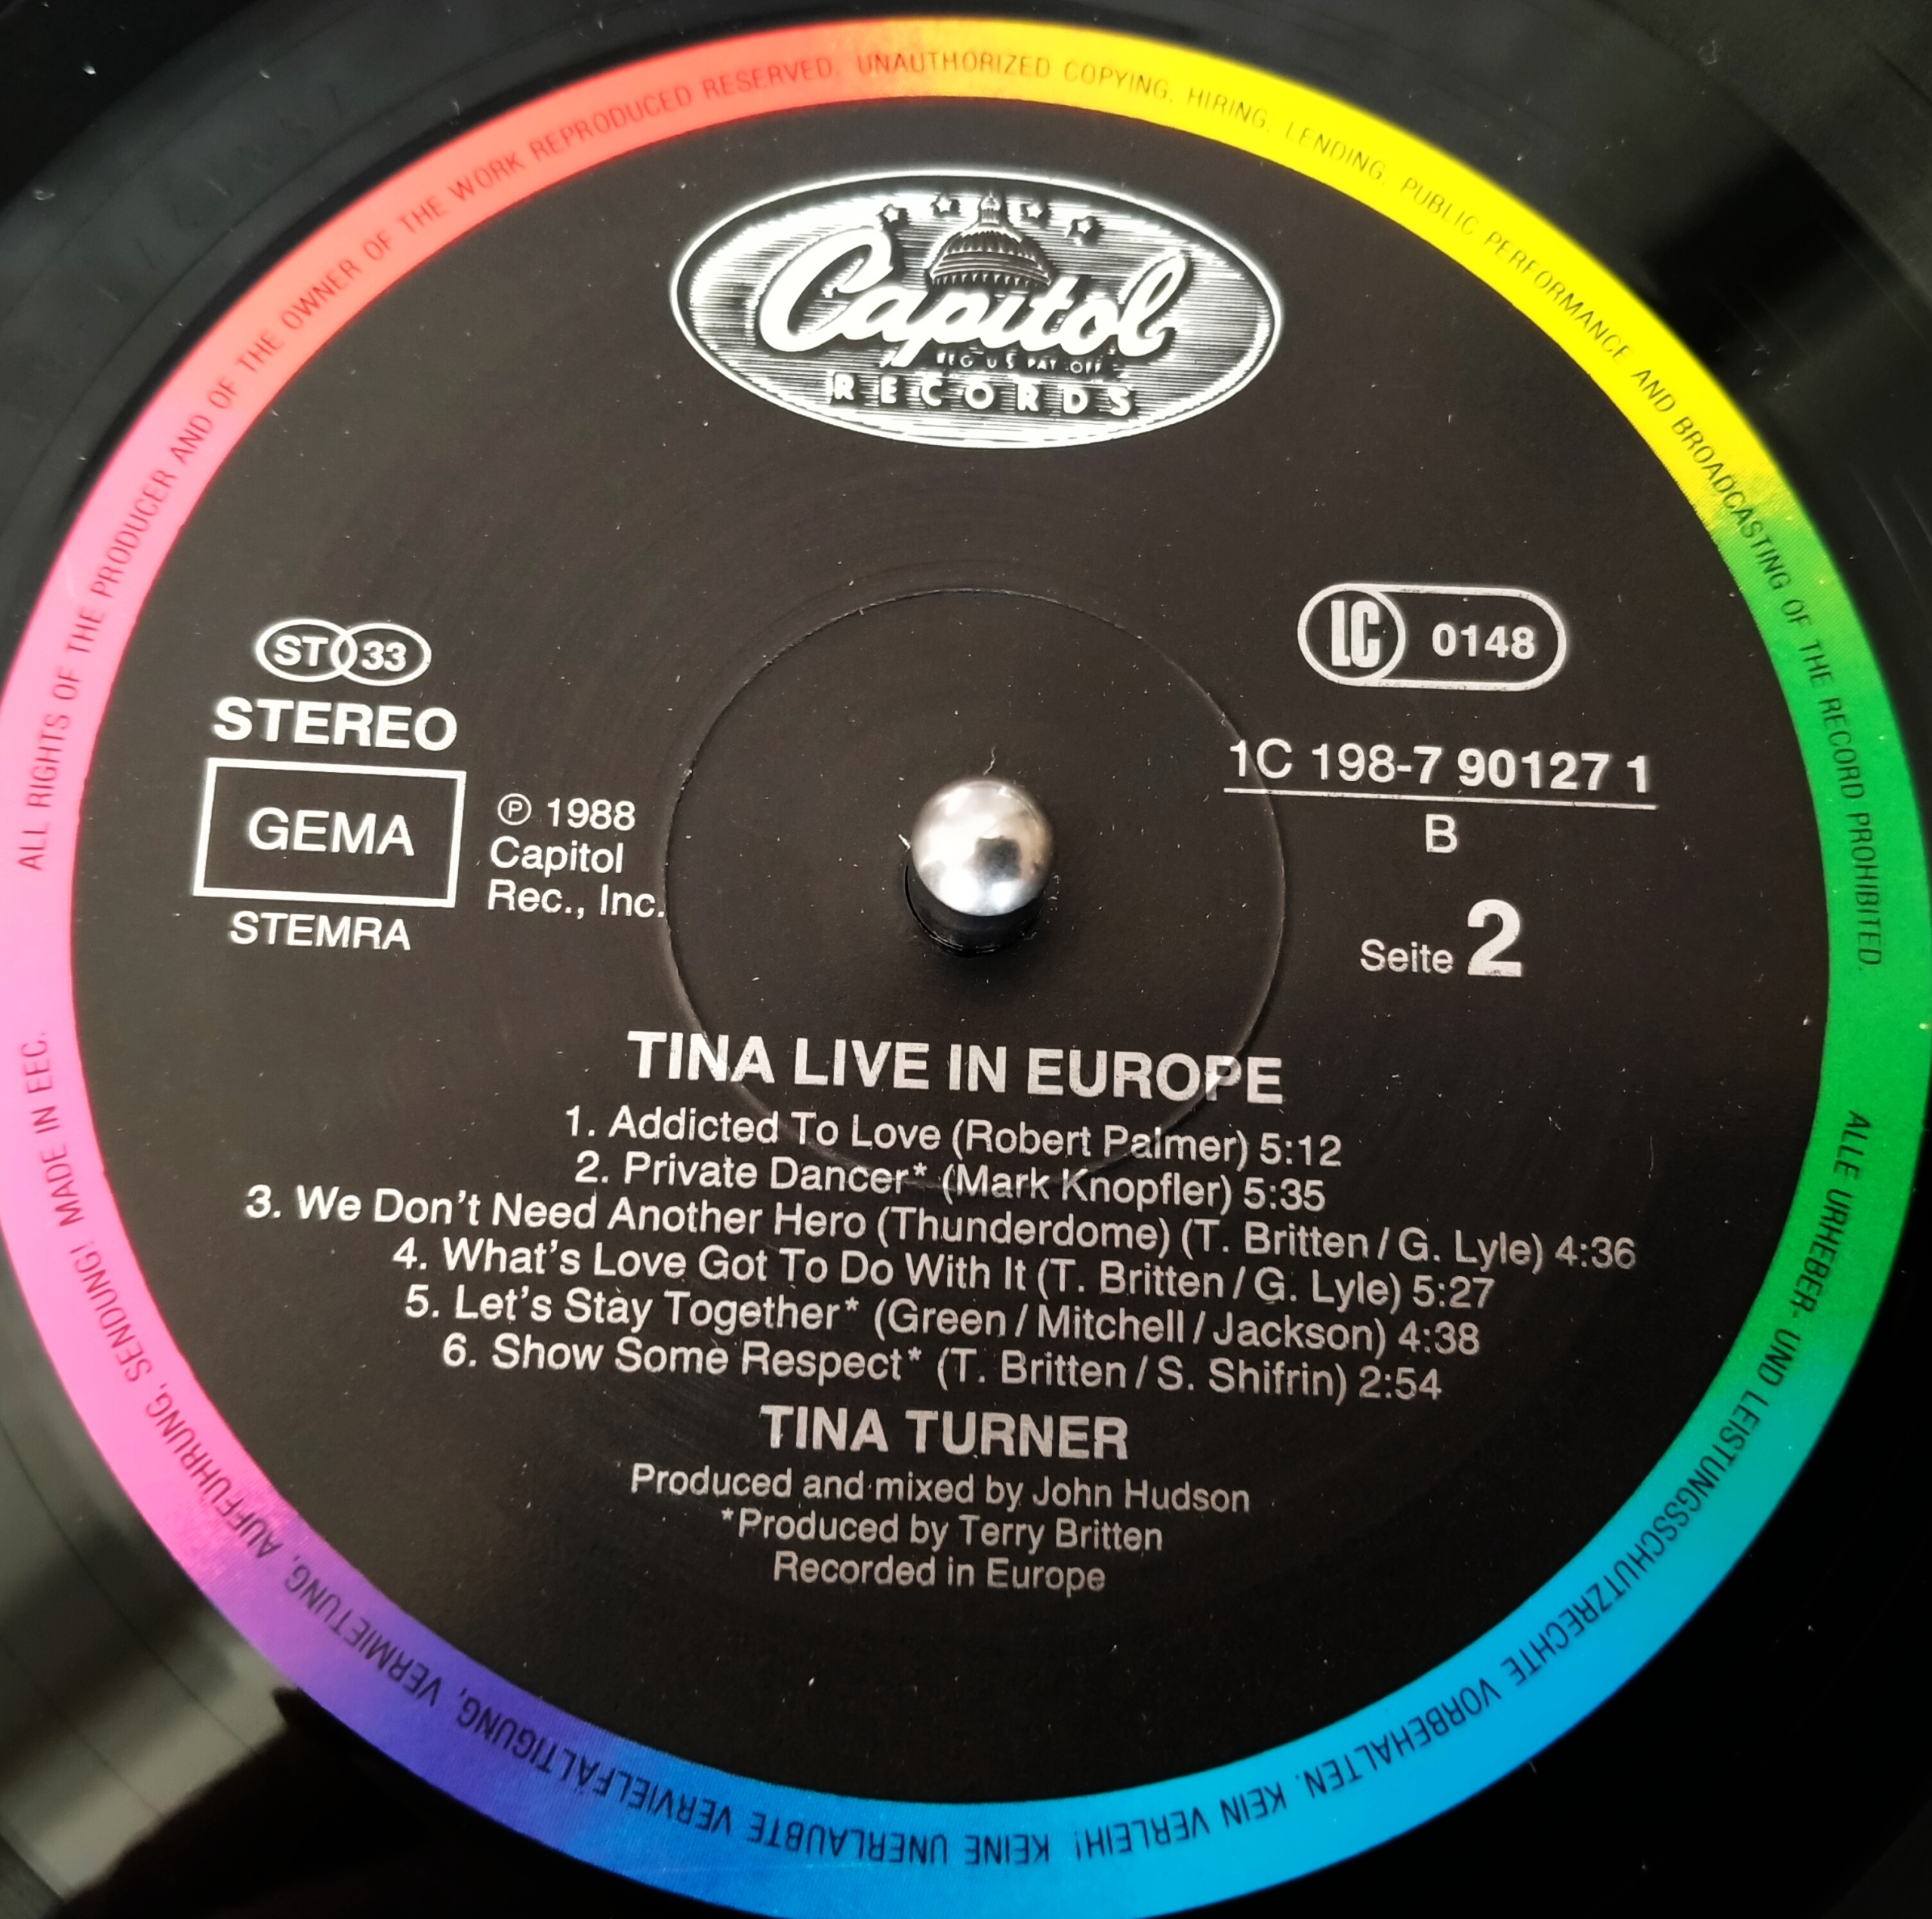 ALL RIGHTS OF THE PRODUCER AND OF THE OWNER OF THE WORK REPRODUCED RESERVED. UNAUTHORIZED COPYING, HIRING, LENDING, PUBLIC PERFORMANCE AND BROADCASTING OF THE RECORD PROHIBITED.
Capitol
REG U S PAT OFF
RECORDS
ST 33
STEREO
GEMA
STEMRA
℗ 1988
Capitol
Rec., Inc.
LC 0148
1C 198-7 90127 1
B
Seite 2
TINA LIVE IN EUROPE
1. Addicted To Love (Robert Palmer) 5:12
2. Private Dancer* (Mark Knopfler) 5:35
3. We Don't Need Another Hero (Thunderdome) (T. Britten / G. Lyle) 4:36
4. What's Love Got To Do With It (T. Britten / G. Lyle) 5:27
5. Let's Stay Together* (Green / Mitchell / Jackson) 4:38
6. Show Some Respect* (T. Britten / S. Shifrin) 2:54
TINA TURNER
Produced and mixed by John Hudson
*Produced by Terry Britten
Recorded in Europe
ALLE URHEBER- UND LEISTUNGSSCHUTZRECHTE VORBEHALTEN. KEIN VERLEIH! KEINE UNERLAUBTE VERVIELFÄLTIGUNG, VERMIETUNG, AUFFÜHRUNG, SENDUNG! MADE IN EEC.